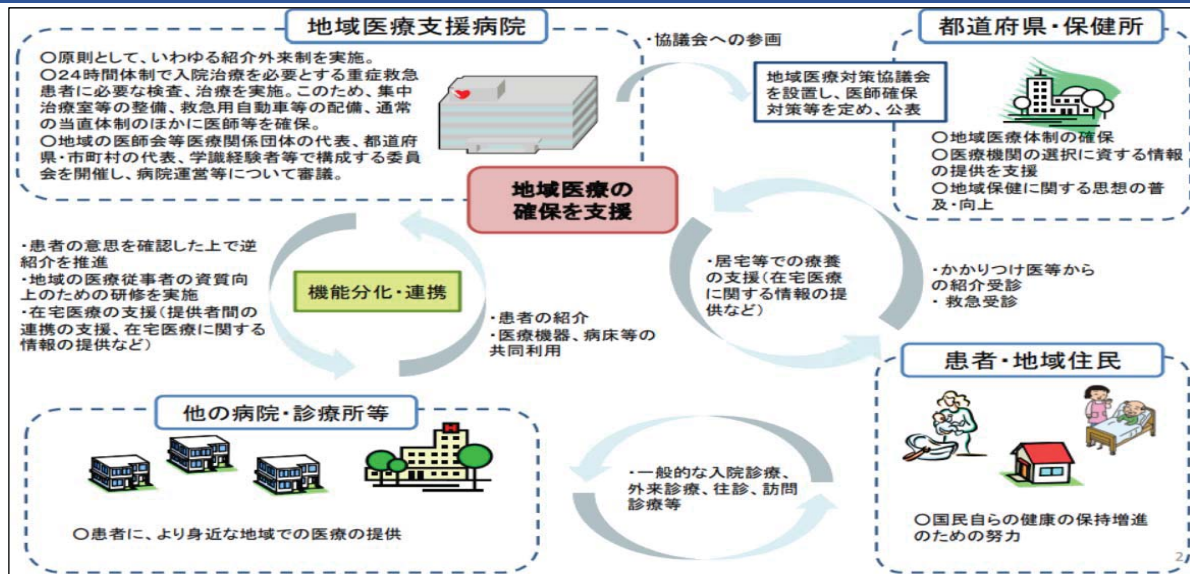 地域医療支援病院
○原則として、いわゆる紹介外来制を実施。
○24時間体制で入院治療を必要とする重症救急
患者に必要な検査、治療を実施。このため、集中
治療室等の整備、救急用自動車等の配備、通常
の当直体制のほかに医師等を確保。
○地域の医師会等医療関係団体の代表、都道府
県・市町村の代表、学識経験者等で構成する委員
会を開催し、病院運営等について審議。
・協議会への参画
都道府県・保健所
地域医療対策協議会
を設置し、医師確保
対策等を定め、公表
○地域医療体制の確保
○医療機関の選択に資する情報
の提供を支援
○地域保健に関する思想の普
及・向上
地域医療の
確保を支援
・患者の意思を確認した上で逆
紹介を推進
・地域の医療従事者の資質向
上のための研修を実施
・在宅医療の支援(提供者間の
連携の支援、在宅医療に関する
情報の提供など)
機能分化・連携
・患者の紹介
・医療機器、病床等の
共同利用
・居宅等での療養
の支援(在宅医療
に関する情報の提
供など)
・かかりつけ医等から
の紹介受診
・救急受診
他の病院・診療所等
H
○患者に、より身近な地域での医療の提供
・一般的な入院診療、
外来診療、往診、訪問
診療等
患者・地域住民
○国民自らの健康の保持増進
のための努力
2